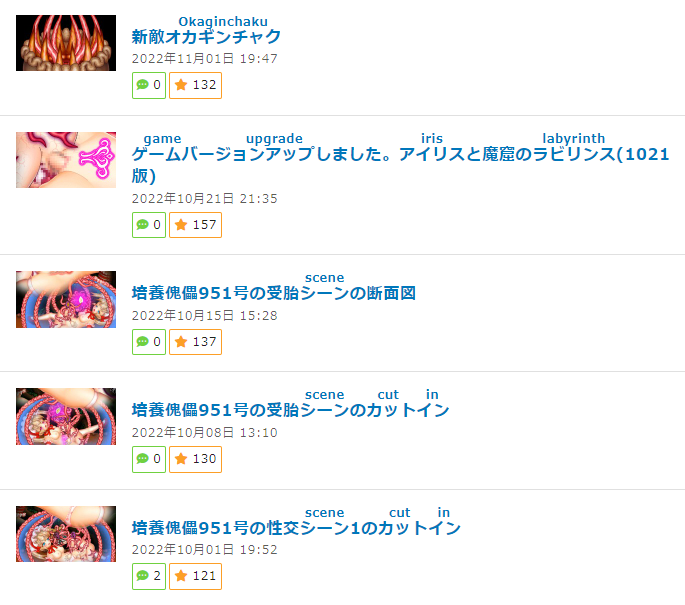 Okaginchaku
新敵オカギンチャク
2022年11月01日 19:47
0 132
game upgrade iris labyrinth
ゲームバージョンアップしました。アイリスと魔窟のラビリンス(1021
版)
2022年10月21日 21:35
0 157
scene
培養傀儡951号の受胎シーンの断面図
2022年10月15日 15:28
0 137
scene cut in
培養傀儡951号の受胎シーンのカットイン
2022年10月08日 13:10
0 130
scene cut in
培養傀儡951号の性交シーン1のカットイン
2022年10月01日 19:52
2 121